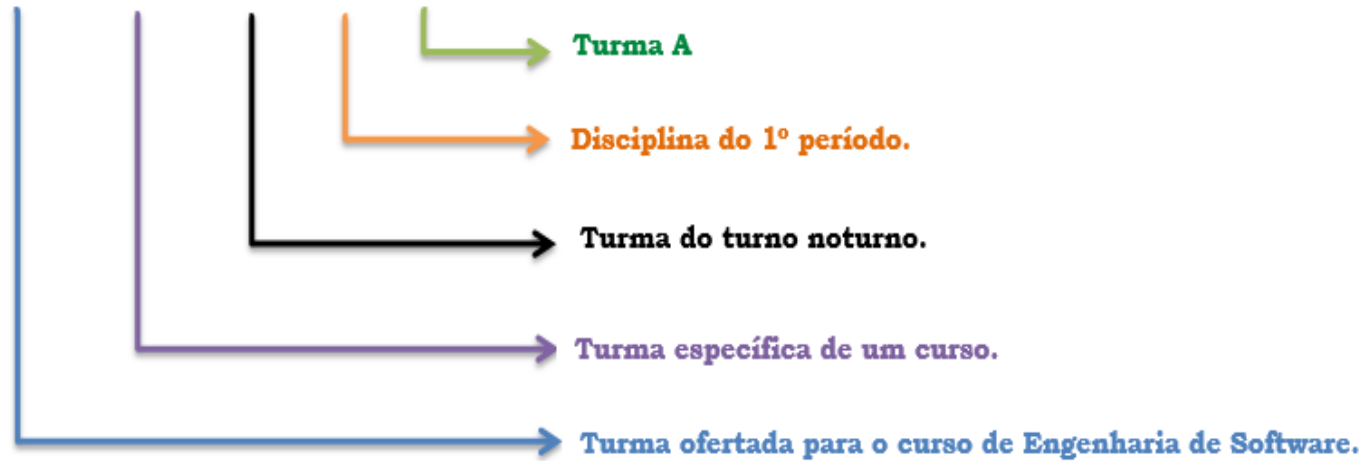 Turma A
Disciplina do 1º período.
Turma do turno noturno.
Turma específica de um curso.
Turma ofertada para o curso de Engenharia de Software.